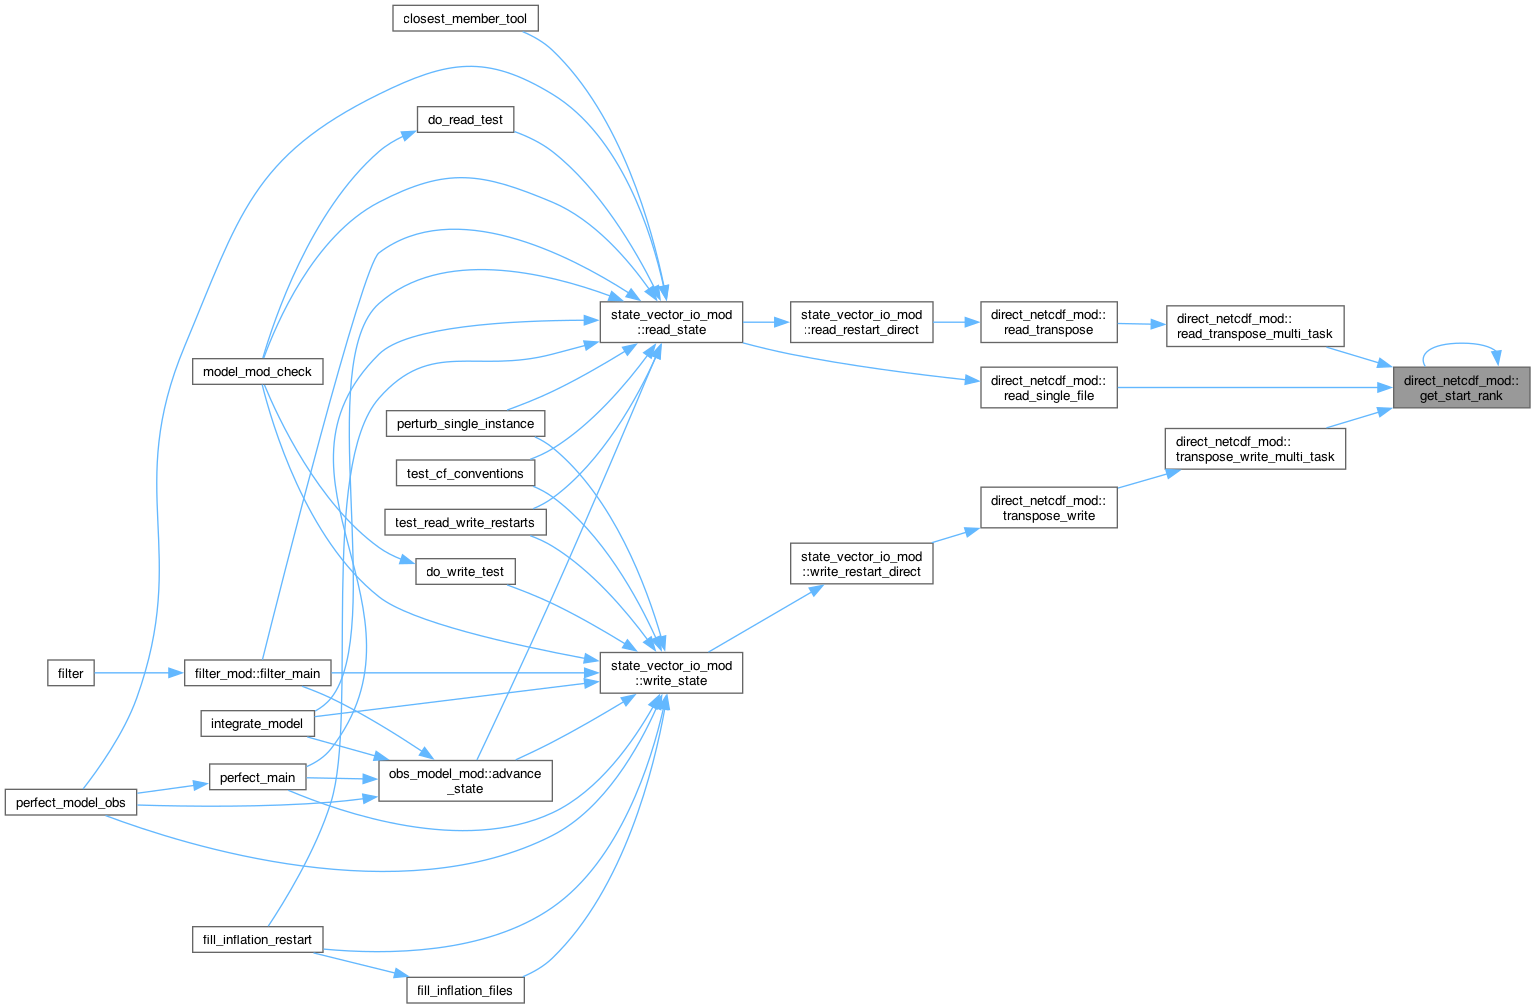 closest_member_tool
do_read_test
state_vector_io_mod
::read_state
state_vector_io_mod
::read_restart_direct
direct_netcdf_mod::
read_transpose
direct_netcdf_mod::
read_transpose_multi_task
model_mod_check
direct_netcdf_mod::
read_single_file
direct_netcdf_mod::
get_start_rank
perturb_single_instance
direct_netcdf_mod::
transpose_write_multi_task
test_cf_conventions
direct_netcdf_mod::
transpose_write
test_read_write_restarts
state_vector_io_mod
::write_restart_direct
do_write_test
filter
filter_mod::filter_main
state_vector_io_mod
::write_state
integrate_model
perfect_main
obs_model_mod::advance
_state
perfect_model_obs
fill_inflation_restart
fill_inflation_files